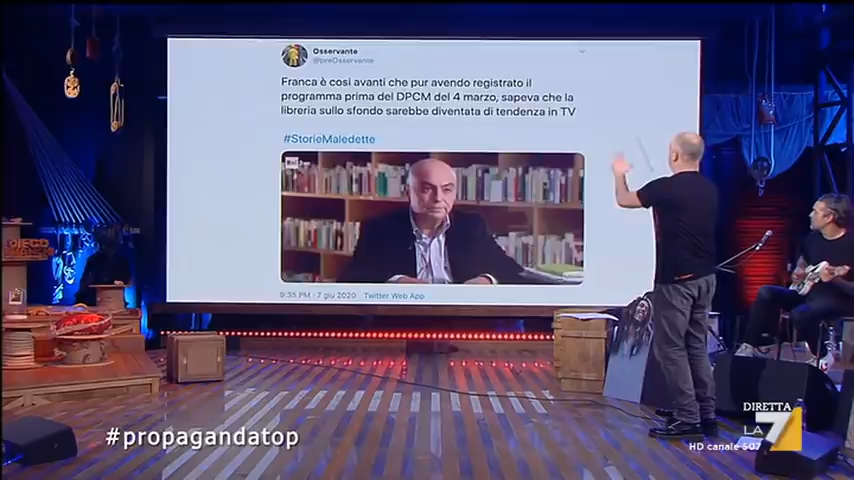 Osservante
@preOsservante
Franca è così avanti che pur avendo registrato il
programma prima del DPCM del 4 marzo, sapeva che la
libreria sullo sfondo sarebbe diventata di tendenza in TV
#StorieMaledette
Rai
9:35 PM · 7 giu 2020 Twitter Web App
DIEGO
#propagandatop
DIRETTA
LA 7
HD canale 507